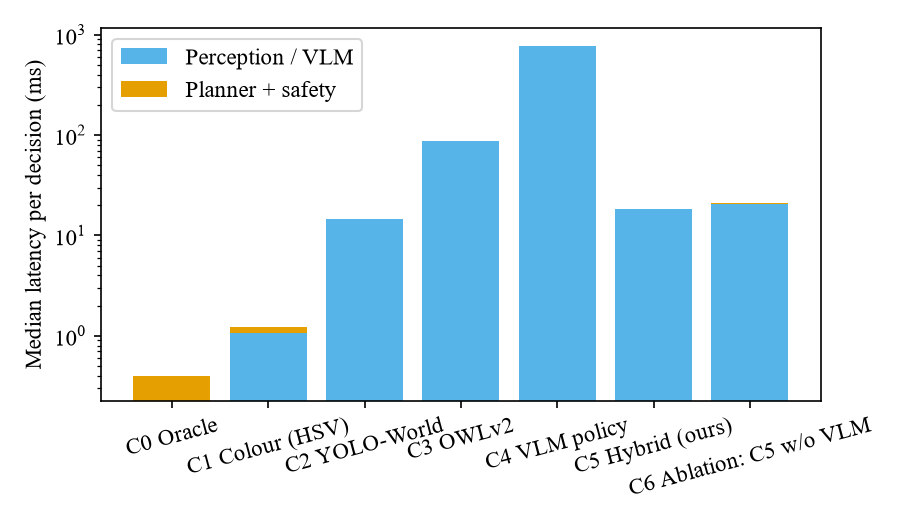 Median latency per decision (ms)
10³
10²
10¹
10⁰
Perception / VLM
Planner + safety
C0 Oracle
C1 Colour (HSV)
C2 YOLO-World
C3 OWLv2
C4 VLM policy
C5 Hybrid (ours)
C6 Ablation: C5 w/o VLM